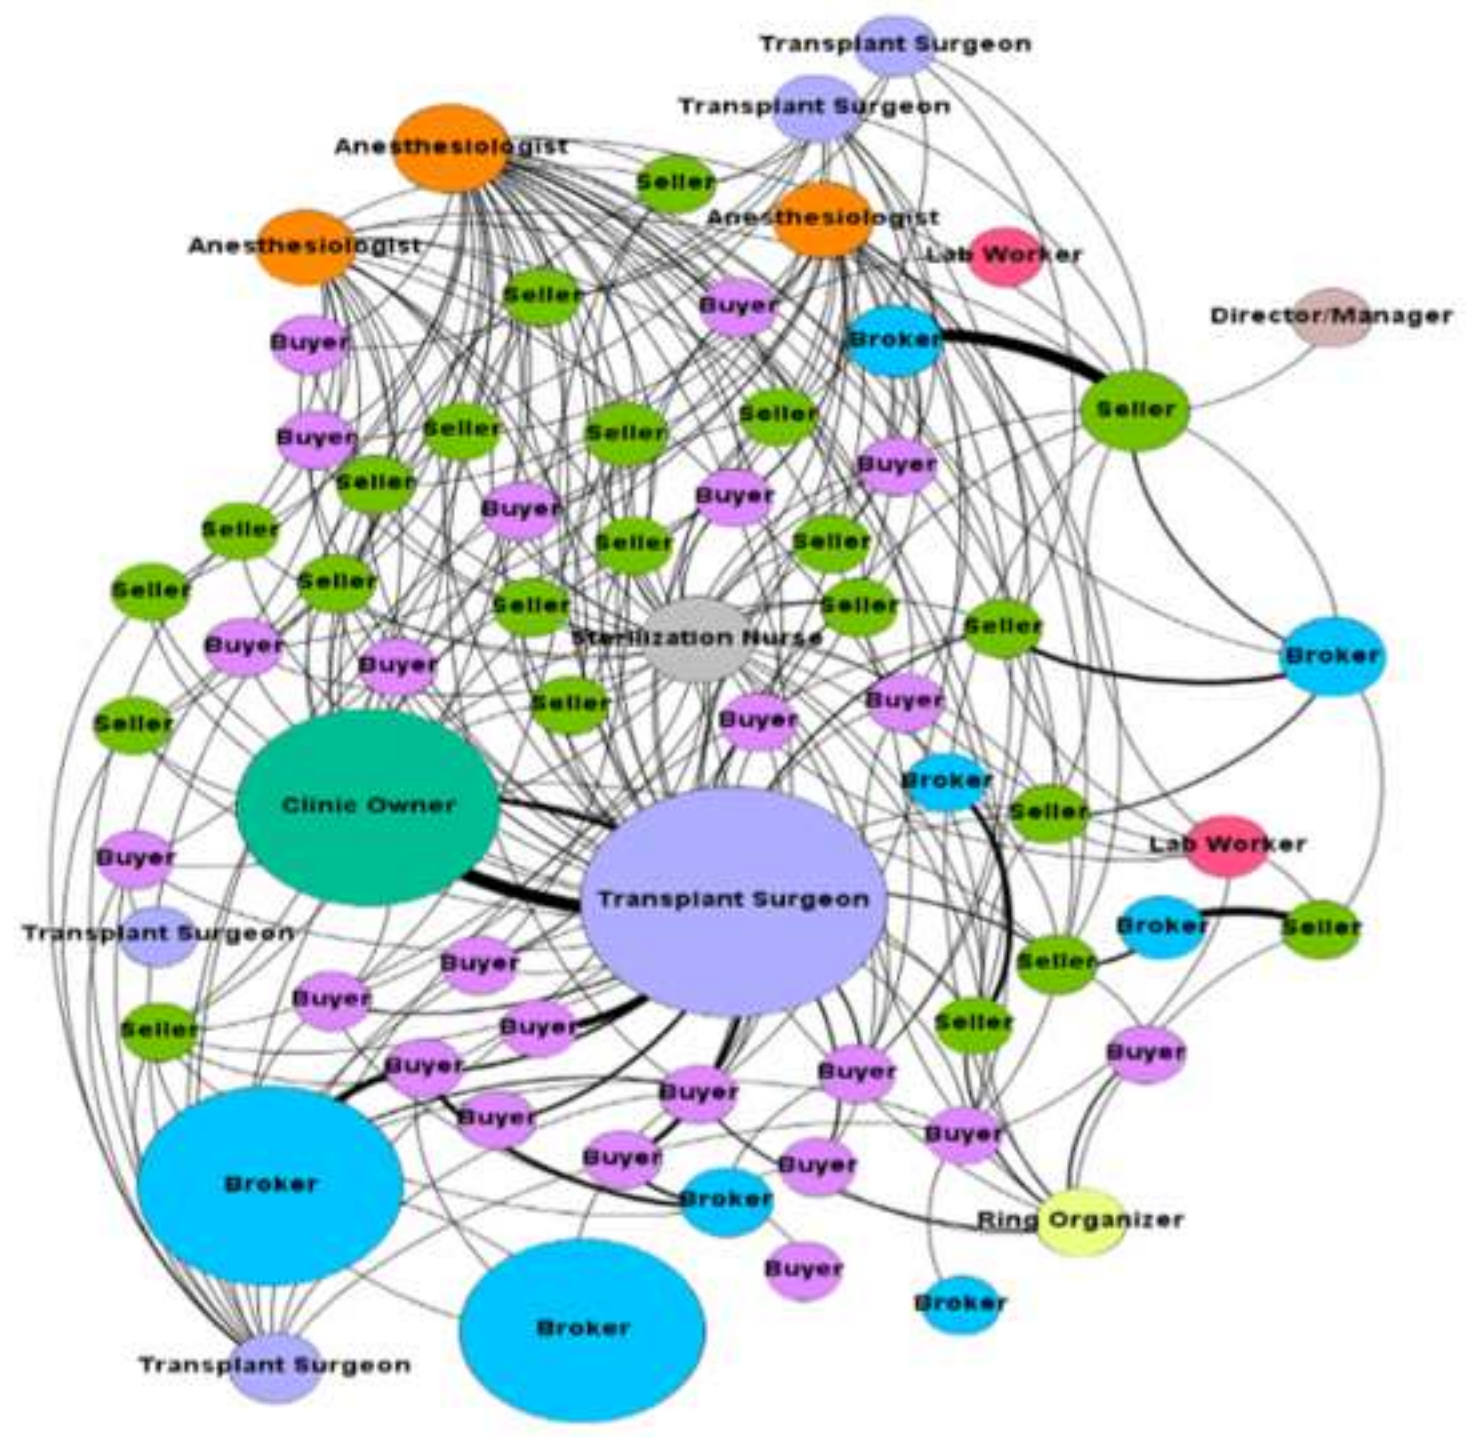 Transplant Surgeon
Transplant Surgeon
Anesthesiologist
Seller
Anesthesiologist
Anesthesiologist
Lab Worker
Seller
Buyer
Director/Manager
Buyer
Broker
Seller
Seller
Buyer
Seller
Seller
Buyer
Seller
Buyer
Buyer
Seller
Seller
Seller
Seller
Seller
Seller
Seller
Seller
Sterilization Nurse
Seller
Buyer
Broker
Buyer
Seller
Buyer
Seller
Buyer
Broker
Clinic Owner
Seller
Lab Worker
Buyer
Transplant Surgeon
Broker
Seller
Transplant Surgeon
Buyer
Seller
Buyer
Seller
Buyer
Seller
Buyer
Buyer
Buyer
Buyer
Buyer
Buyer
Buyer
Buyer
Broker
Broker
Ring Organizer
Buyer
Broker
Broker
Transplant Surgeon